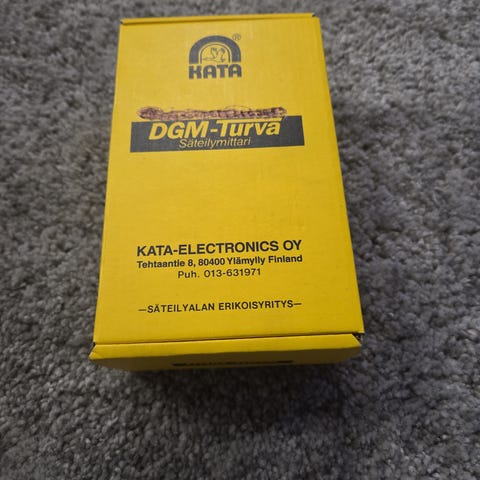 ®
KATA
DGM-Turva
Säteilymittari
KATA-ELECTRONICS OY
Tehtaantie 8, 80400 Ylämylly Finland
Puh. 013-631971
—SÄTEILYALAN ERIKOISYRITYS—